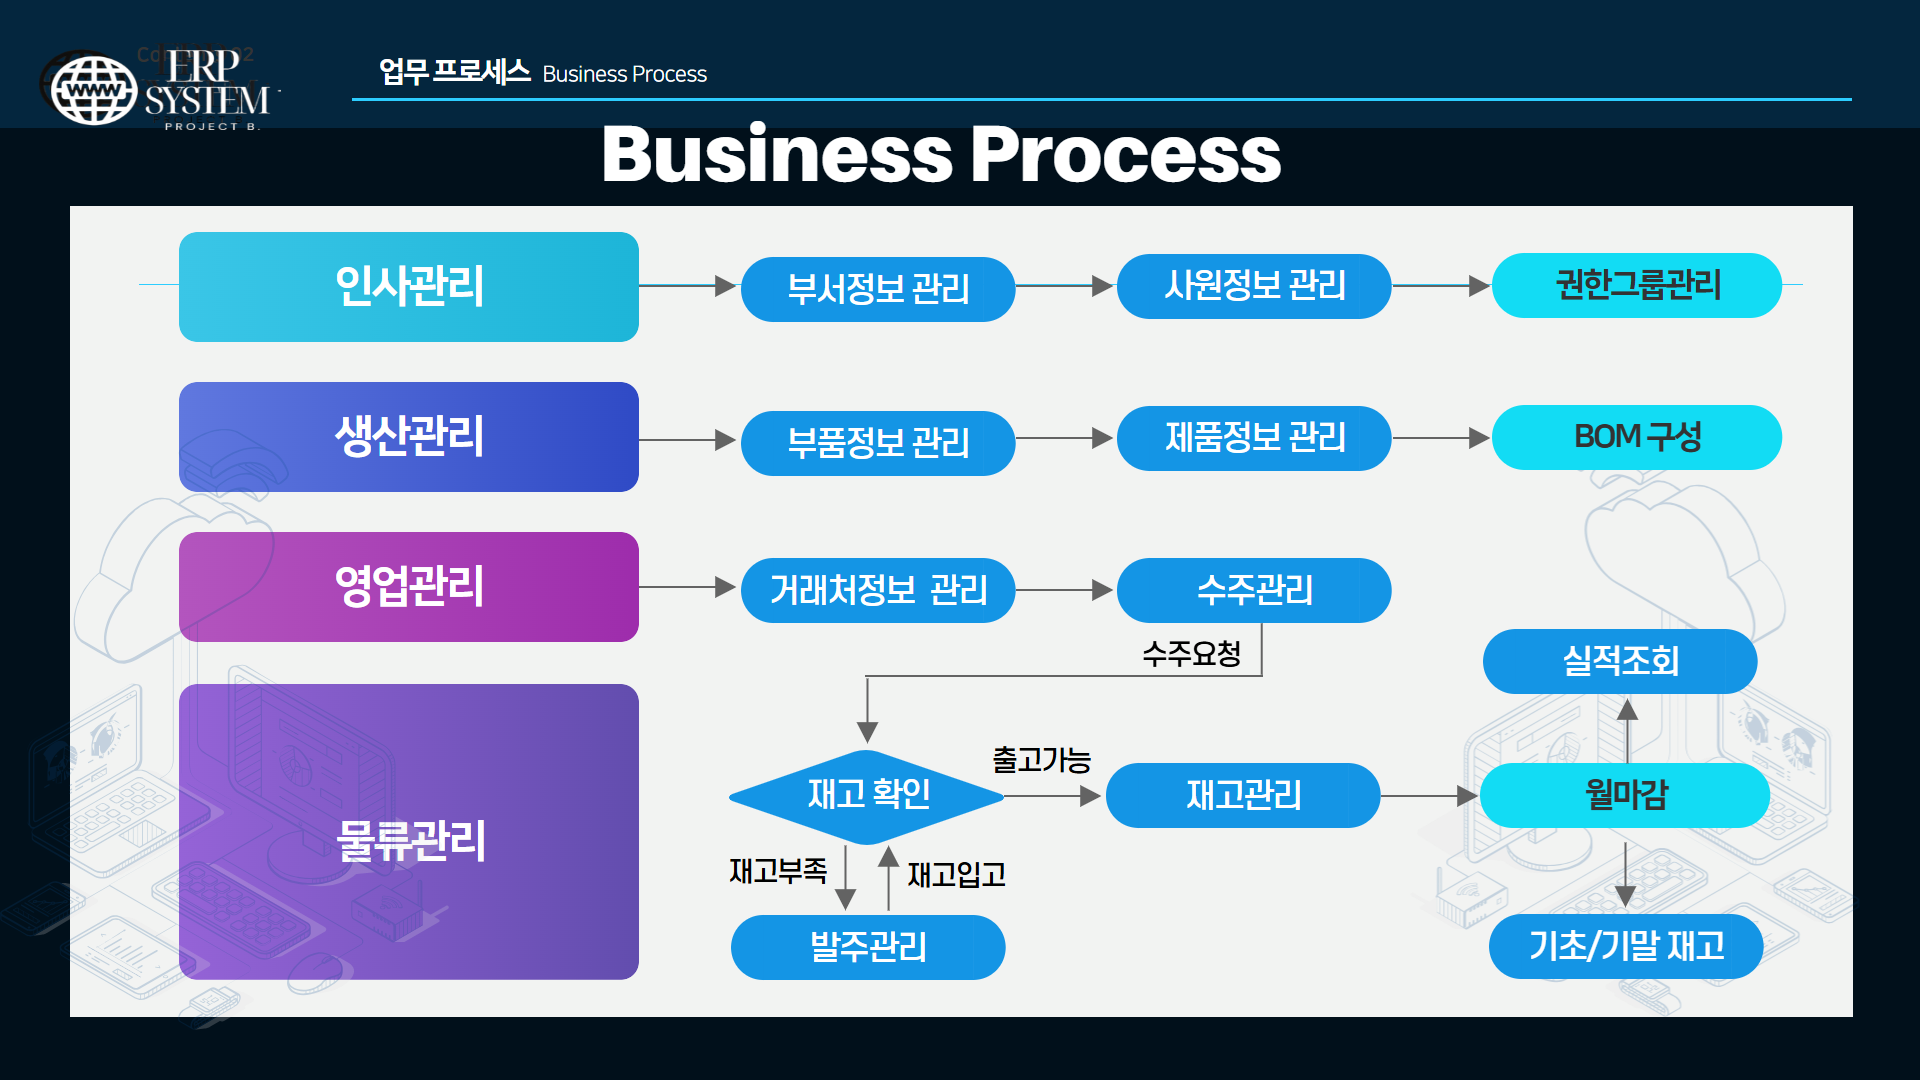 ERP
SYSTEM
PROJECT B.
WWW
업무 프로세스 Business Process
Business Process
인사관리
부서정보 관리
사원정보 관리
권한그룹관리
생산관리
부품정보 관리
제품정보 관리
BOM 구성
영업관리
거래처정보 관리
수주관리
수주요청
실적조회
물류관리
재고 확인
출고가능
재고관리
월마감
재고부족
재고입고
발주관리
기초/기말 재고